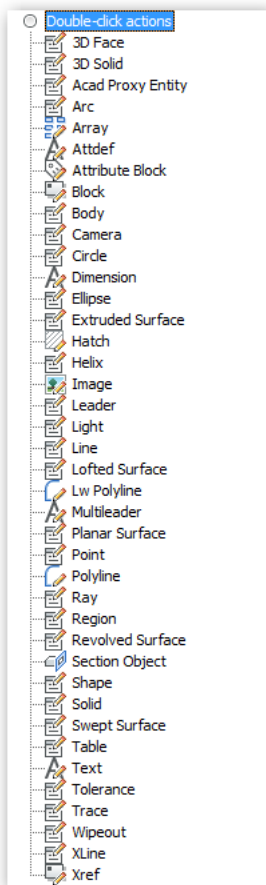 Double-click actions
3D Face
3D Solid
Acad Proxy Entity
Arc
Array
Attdef
Attribute Block
Block
Body
Camera
Circle
Dimension
Ellipse
Extruded Surface
Hatch
Helix
Image
Leader
Light
Line
Lofted Surface
Lw Polyline
Multileader
Planar Surface
Point
Polyline
Ray
Region
Revolved Surface
Section Object
Shape
Solid
Swept Surface
Table
Text
Tolerance
Trace
Wipeout
XLine
Xref